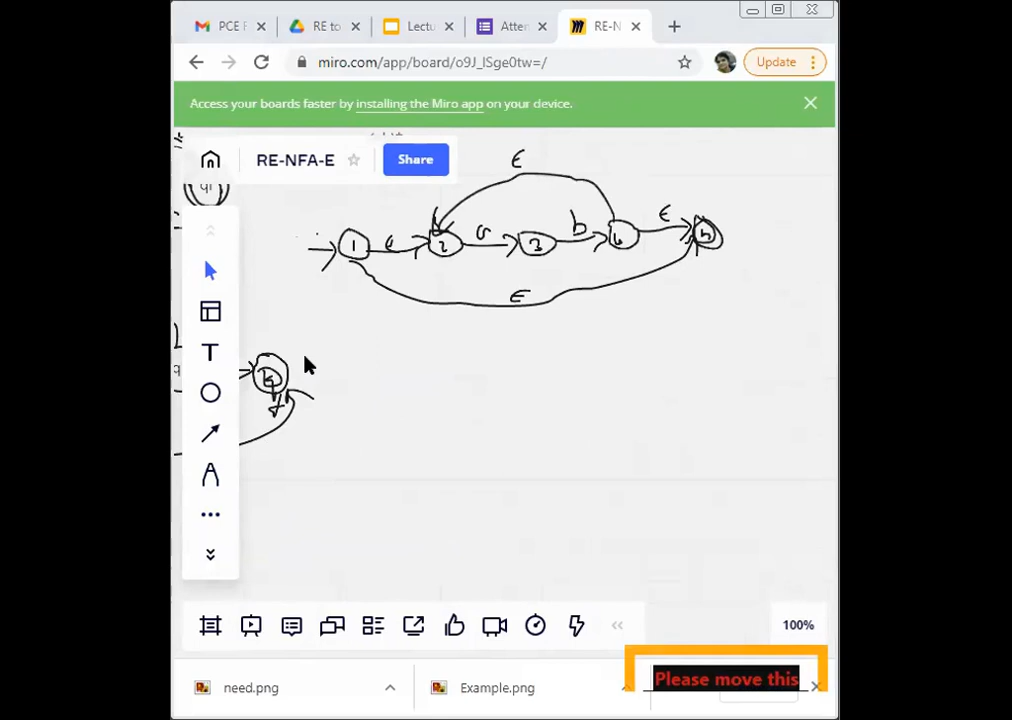 PCE F
RE to
Lectu
Atten
RE-N
miro.com/app/board/o9J_lSge0tw=/
Update
Access your boards faster by installing the Miro app on your device.
RE-NFA-E
Share
q1
ε
1
2
a
3
b
ε
ε
T
100%
need.png
Example.png
Please move this